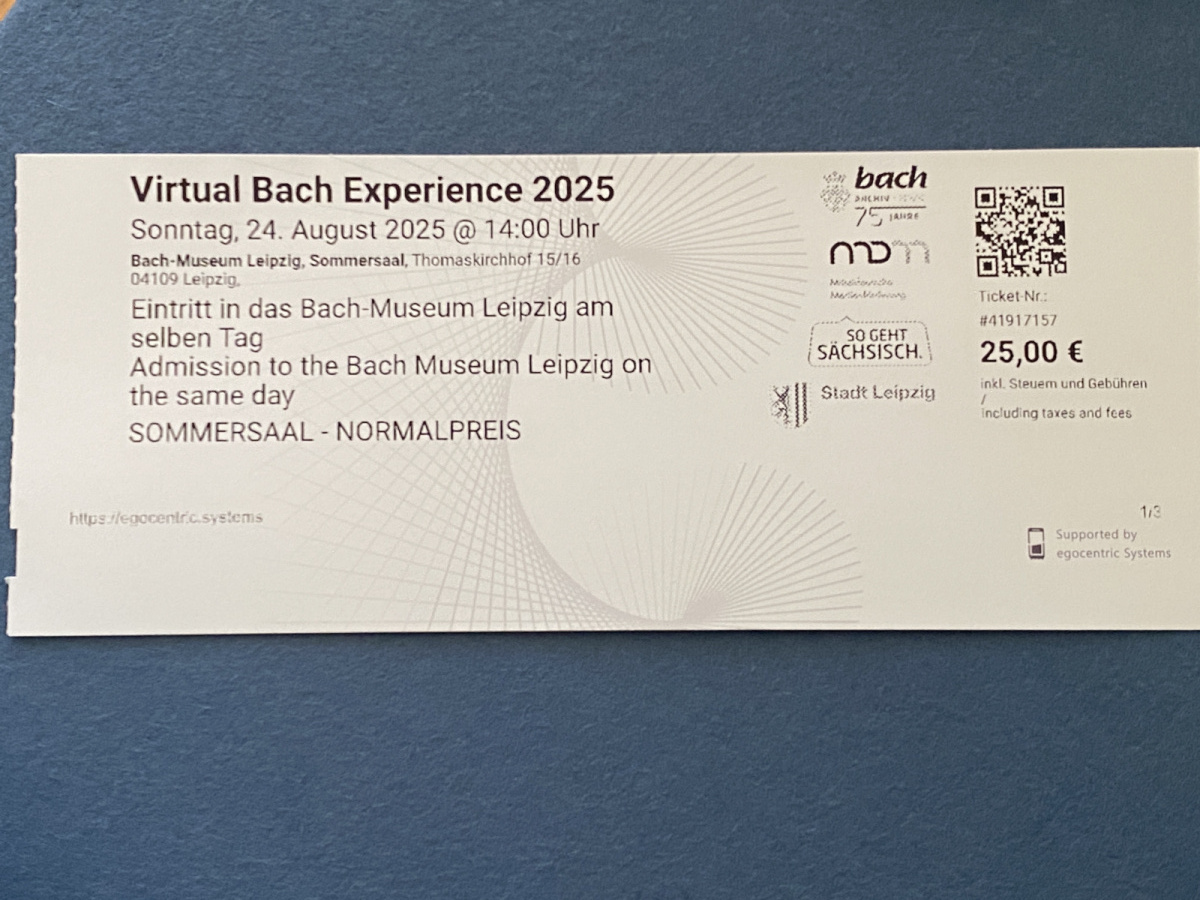 Virtual Bach Experience 2025
Sonntag, 24. August 2025 @ 14:00 Uhr
Bach-Museum Leipzig, Sommersaal, Thomaskirchhof 15/16
04109 Leipzig,
Eintritt in das Bach-Museum Leipzig am
selben Tag
Admission to the Bach Museum Leipzig on
the same day
SOMMERSAAL - NORMALPREIS
https://egocentric.systems
bach
ARCHIV
75 JAHRE
mdm
SO GEHT
SÄCHSISCH.
Stadt Leipzig
Ticket-Nr.:
#41917157
25,00 €
inkl. Steuern und Gebühren
/
including taxes and fees
1/3
Supported by
egocentric Systems